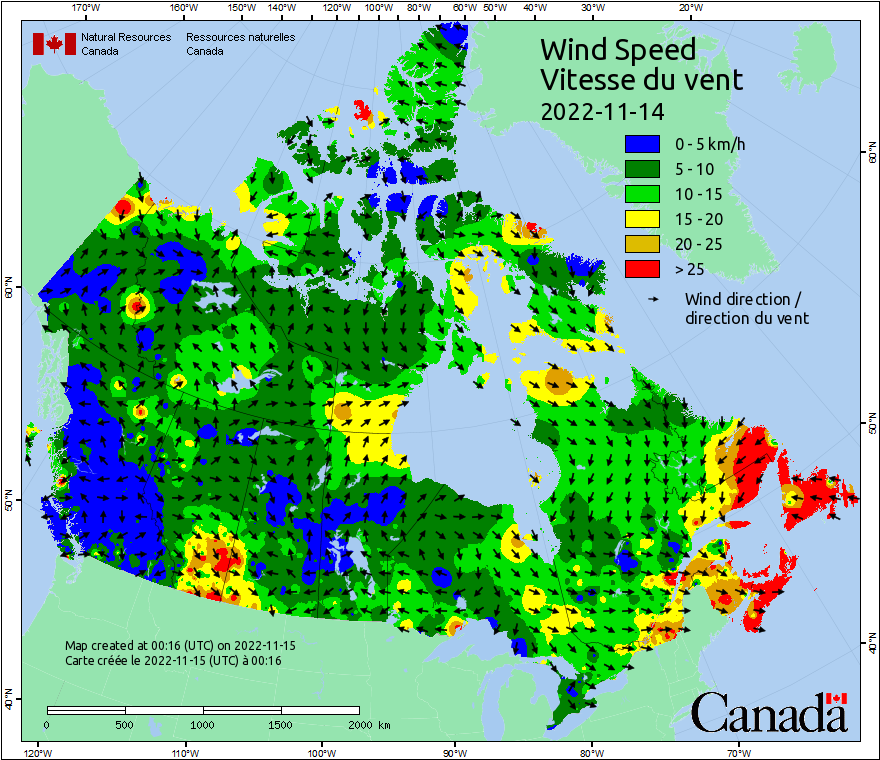 170°W 160°W 150°W 140°W 120°W 100°W 80°W 60°W 50°W 40°W 30°W 20°W
Natural Resources Ressources naturelles
Canada Canada
Wind Speed
Vitesse du vent
2022-11-14
0 - 5 km/h
5 - 10
10 - 15
15 - 20
20 - 25
> 25
Wind direction /
direction du vent
60°N
60°N
50°N
50°N
40°N
40°N
Map created at 00:16 (UTC) on 2022-11-15
Carte créée le 2022-11-15 (UTC) à 00:16
0 500 1000 1500 2000 km
Canada
120°W 110°W 100°W 90°W 80°W 70°W